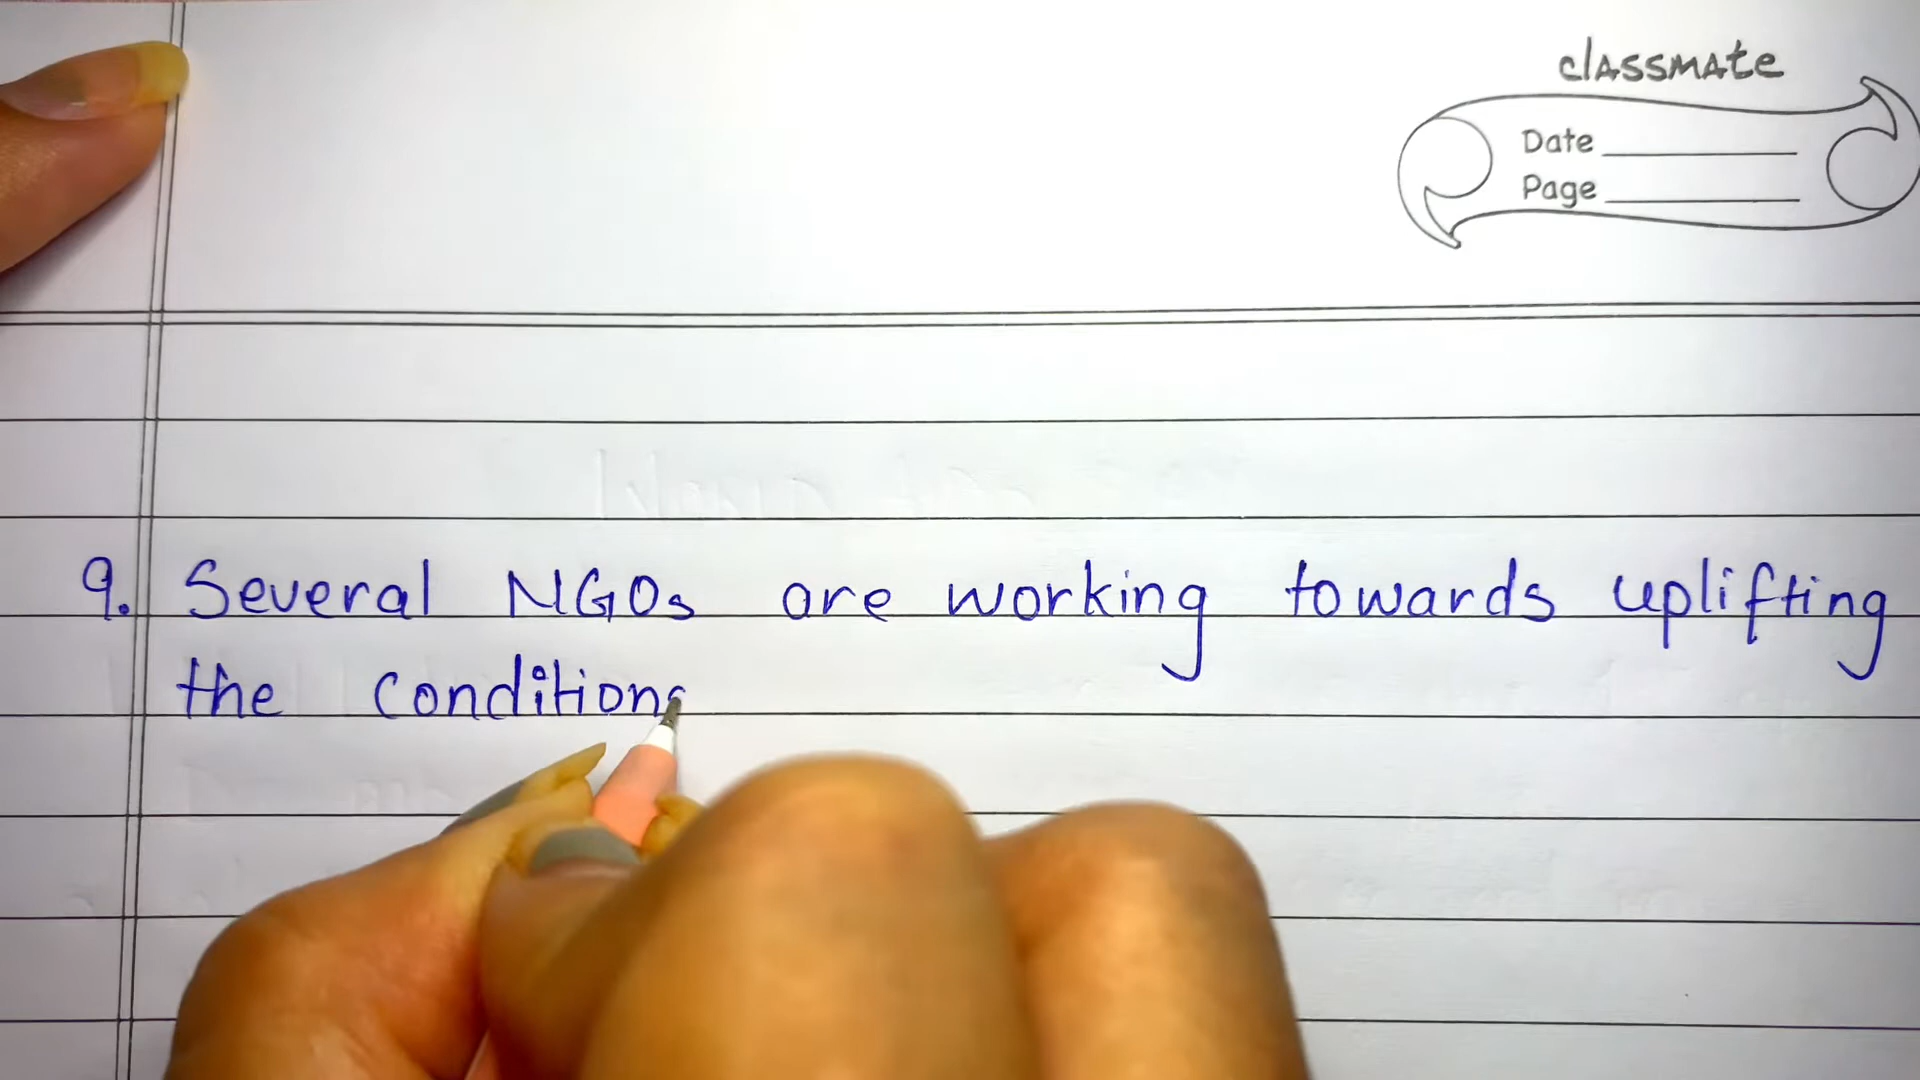 classmate
Date
Page
9. Several NGOs are working towards uplifting
the conditions